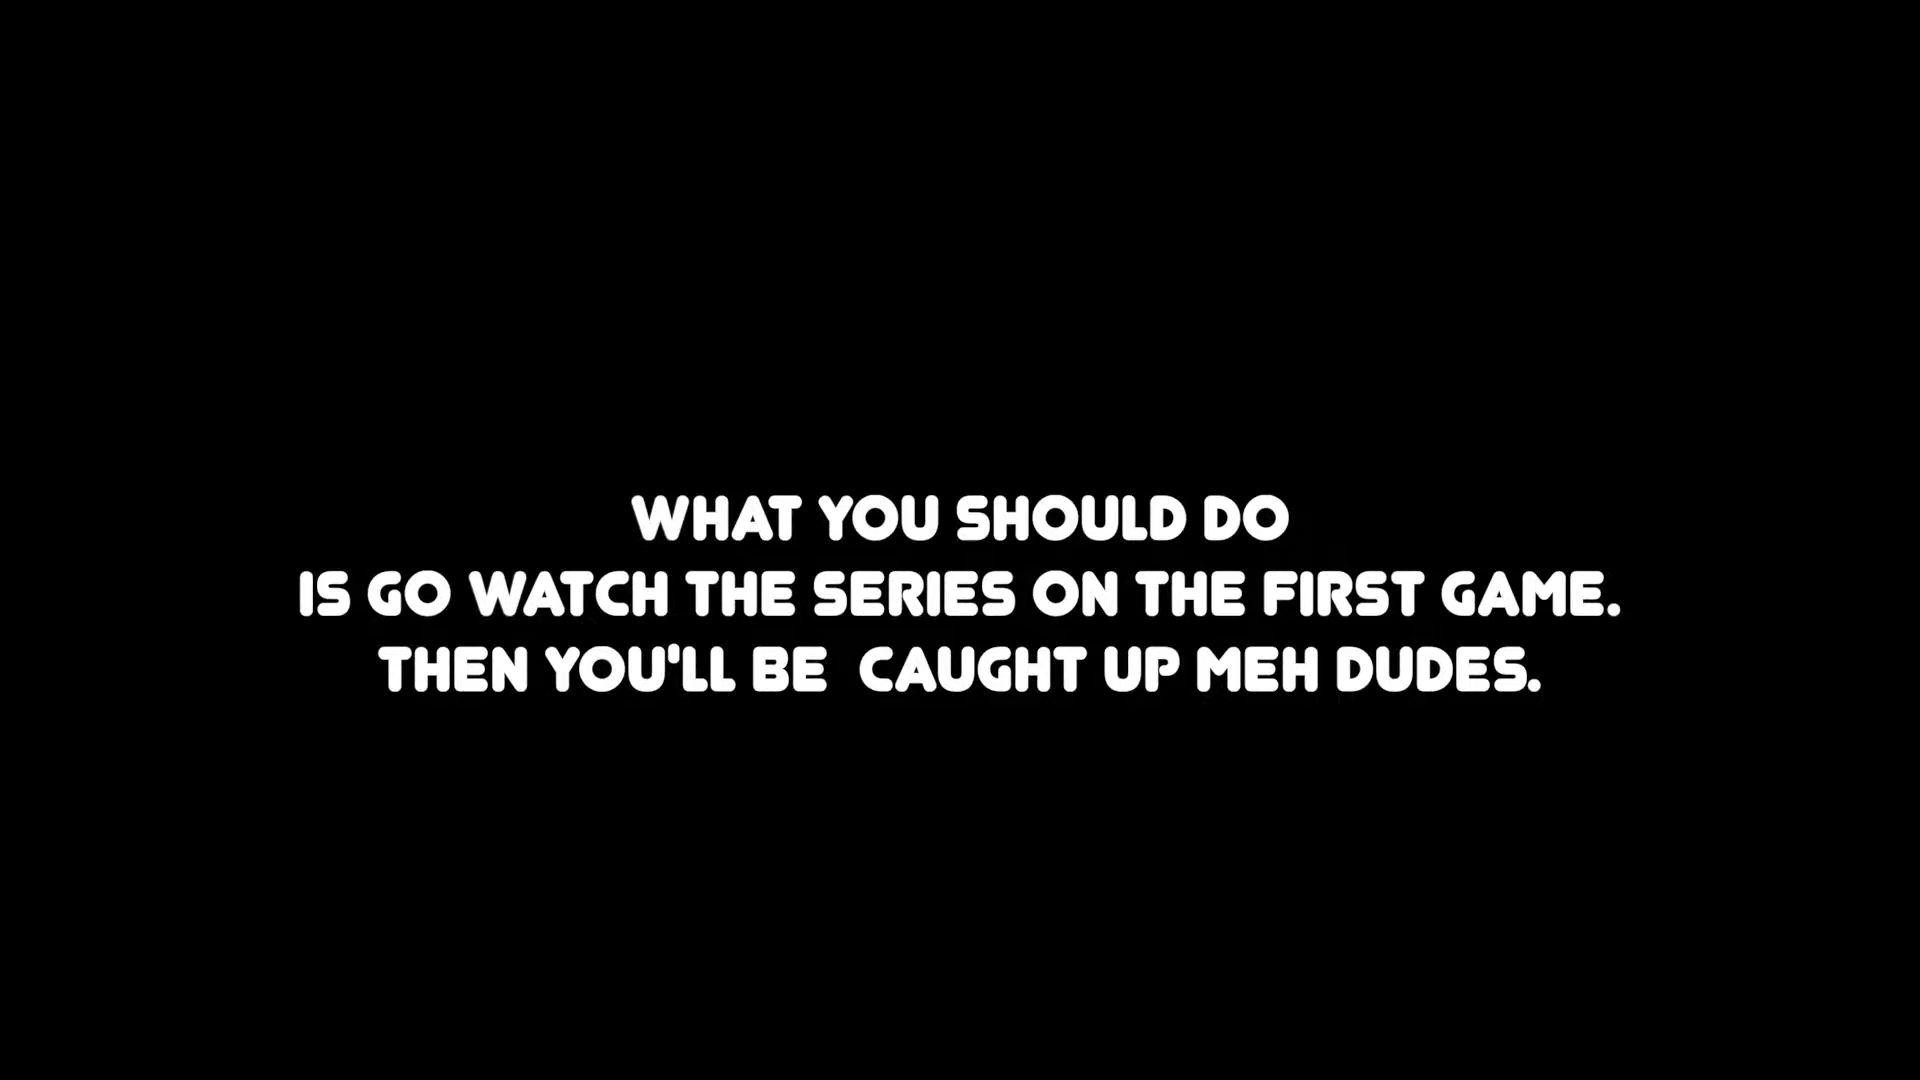 WHAT YOU SHOULD DO
IS GO WATCH THE SERIES ON THE FIRST GAME.
THEN YOU'LL BE  CAUGHT UP MEH DUDES.